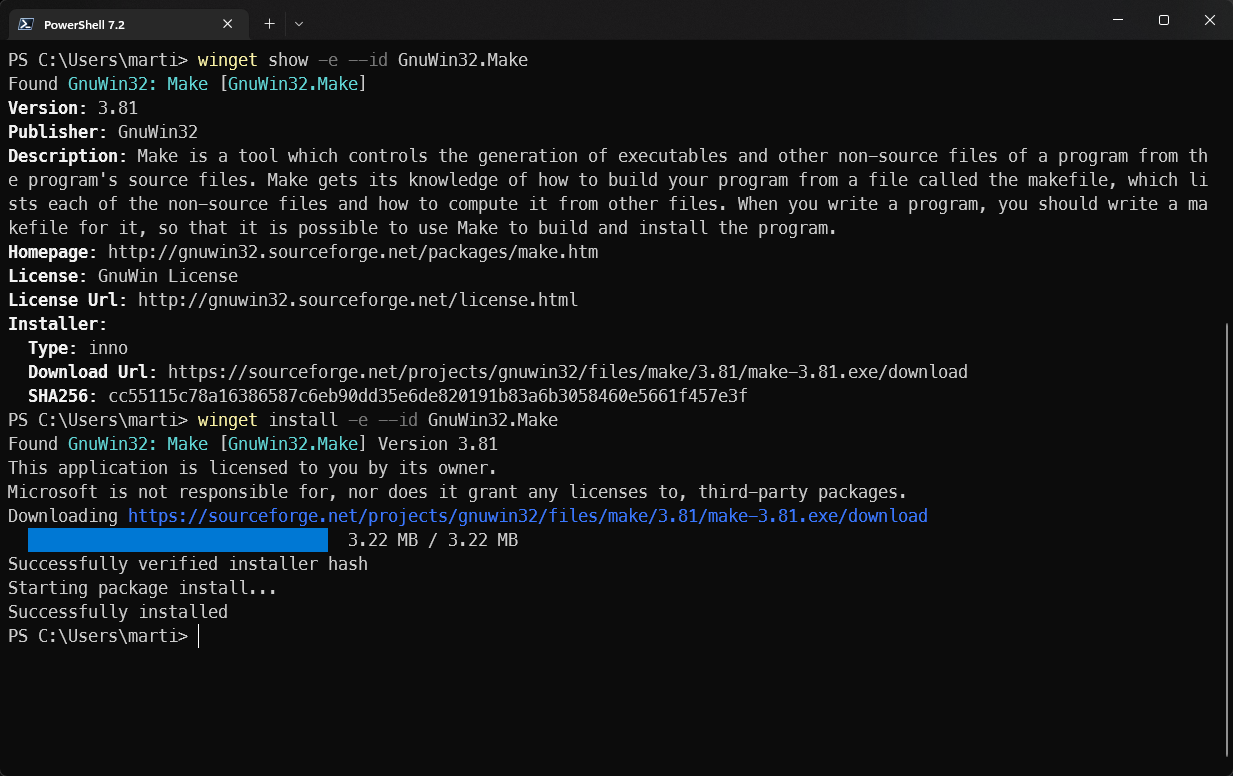 PowerShell 7.2
PS C:\Users\marti> winget show -e --id GnuWin32.Make
Found GnuWin32: Make [GnuWin32.Make]
Version: 3.81
Publisher: GnuWin32
Description: Make is a tool which controls the generation of executables and other non-source files of a program from th
e program's source files. Make gets its knowledge of how to build your program from a file called the makefile, which li
sts each of the non-source files and how to compute it from other files. When you write a program, you should write a ma
kefile for it, so that it is possible to use Make to build and install the program.
Homepage: http://gnuwin32.sourceforge.net/packages/make.htm
License: GnuWin License
License Url: http://gnuwin32.sourceforge.net/license.html
Installer:
  Type: inno
  Download Url: https://sourceforge.net/projects/gnuwin32/files/make/3.81/make-3.81.exe/download
  SHA256: cc55115c78a16386587c6eb90dd35e6de820191b83a6b3058460e5661f457e3f
PS C:\Users\marti> winget install -e --id GnuWin32.Make
Found GnuWin32: Make [GnuWin32.Make] Version 3.81
This application is licensed to you by its owner.
Microsoft is not responsible for, nor does it grant any licenses to, third-party packages.
Downloading https://sourceforge.net/projects/gnuwin32/files/make/3.81/make-3.81.exe/download
3.22 MB / 3.22 MB
Successfully verified installer hash
Starting package install...
Successfully installed
PS C:\Users\marti>